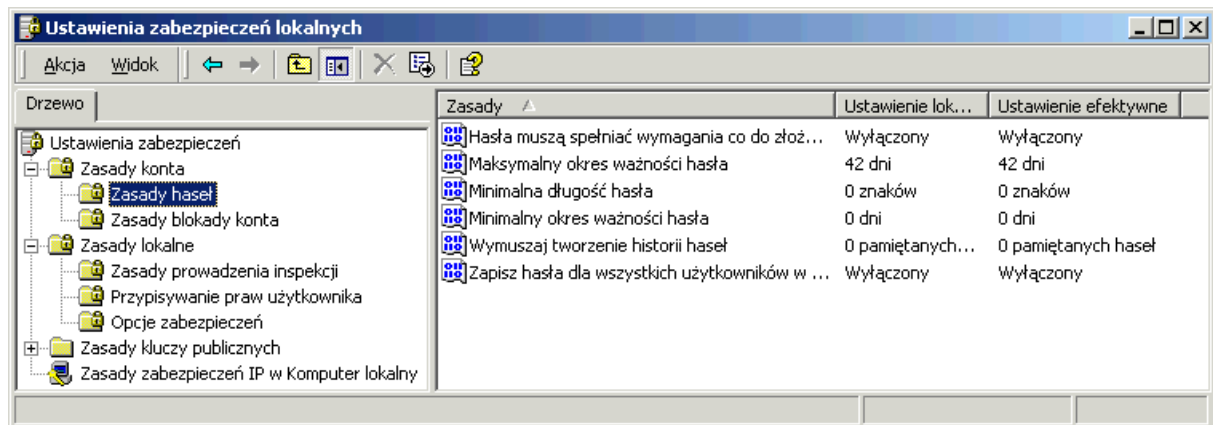 Ustawienia zabezpieczeń lokalnych
Akcja Widok
Drzewo
Ustawienia zabezpieczeń
Zasady konta
Zasady haseł
Zasady blokady konta
Zasady lokalne
Zasady prowadzenia inspekcji
Przypisywanie praw użytkownika
Opcje zabezpieczeń
Zasady kluczy publicznych
Zasady zabezpieczeń IP w Komputer lokalny
Zasady Ustawienie lok... Ustawienie efektywne
Hasła muszą spełniać wymagania co do złoż... Wyłączony Wyłączony
Maksymalny okres ważności hasła 42 dni 42 dni
Minimalna długość hasła 0 znaków 0 znaków
Minimalny okres ważności hasła 0 dni 0 dni
Wymuszaj tworzenie historii haseł 0 pamiętanych... 0 pamiętanych haseł
Zapisz hasła dla wszystkich użytkowników w ... Wyłączony Wyłączony